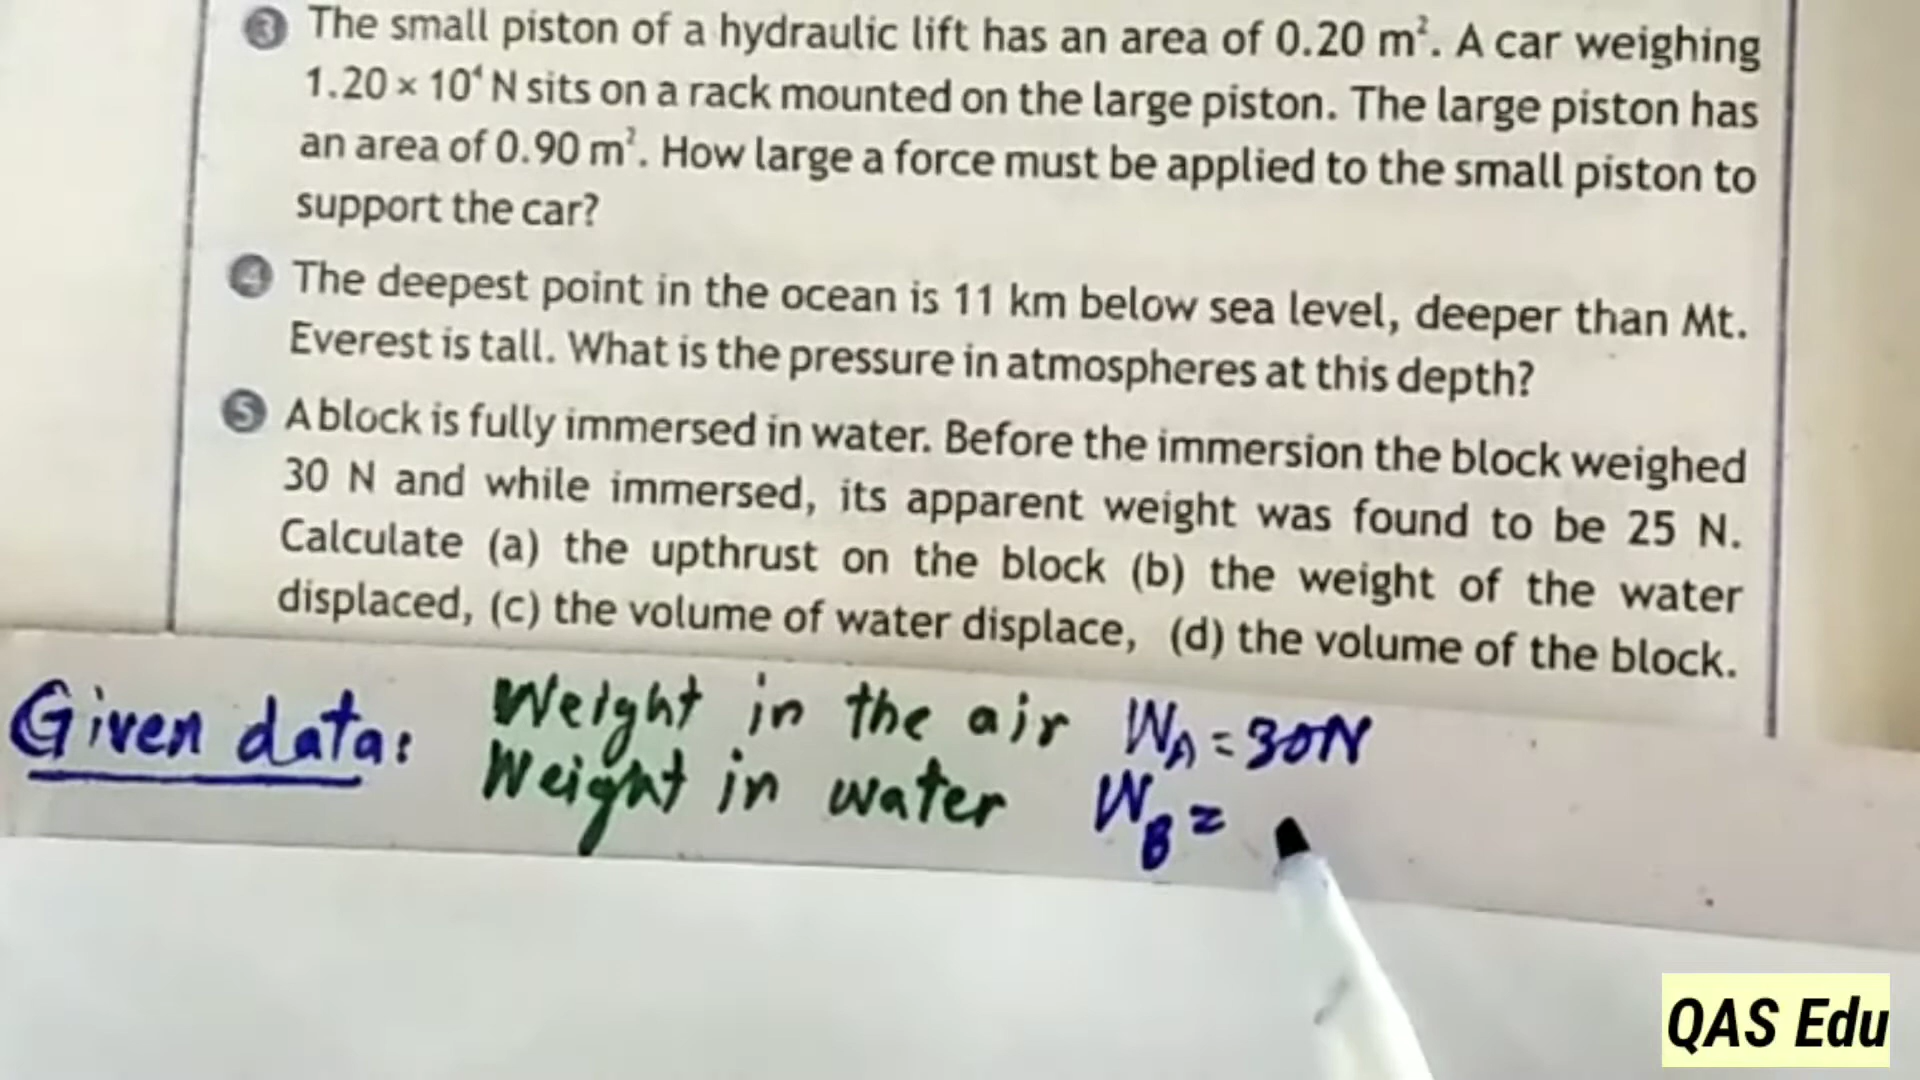 3 The small piston of a hydraulic lift has an area of 0.20 m². A car weighing
1.20 × 10⁴ N sits on a rack mounted on the large piston. The large piston has
an area of 0.90 m². How large a force must be applied to the small piston to
support the car?
4 The deepest point in the ocean is 11 km below sea level, deeper than Mt.
Everest is tall. What is the pressure in atmospheres at this depth?
5 A block is fully immersed in water. Before the immersion the block weighed
30 N and while immersed, its apparent weight was found to be 25 N.
Calculate (a) the upthrust on the block (b) the weight of the water
displaced, (c) the volume of water displace, (d) the volume of the block.
Given data: Weight in the air W_A = 30N
Weight in water W_B =
QAS Edu